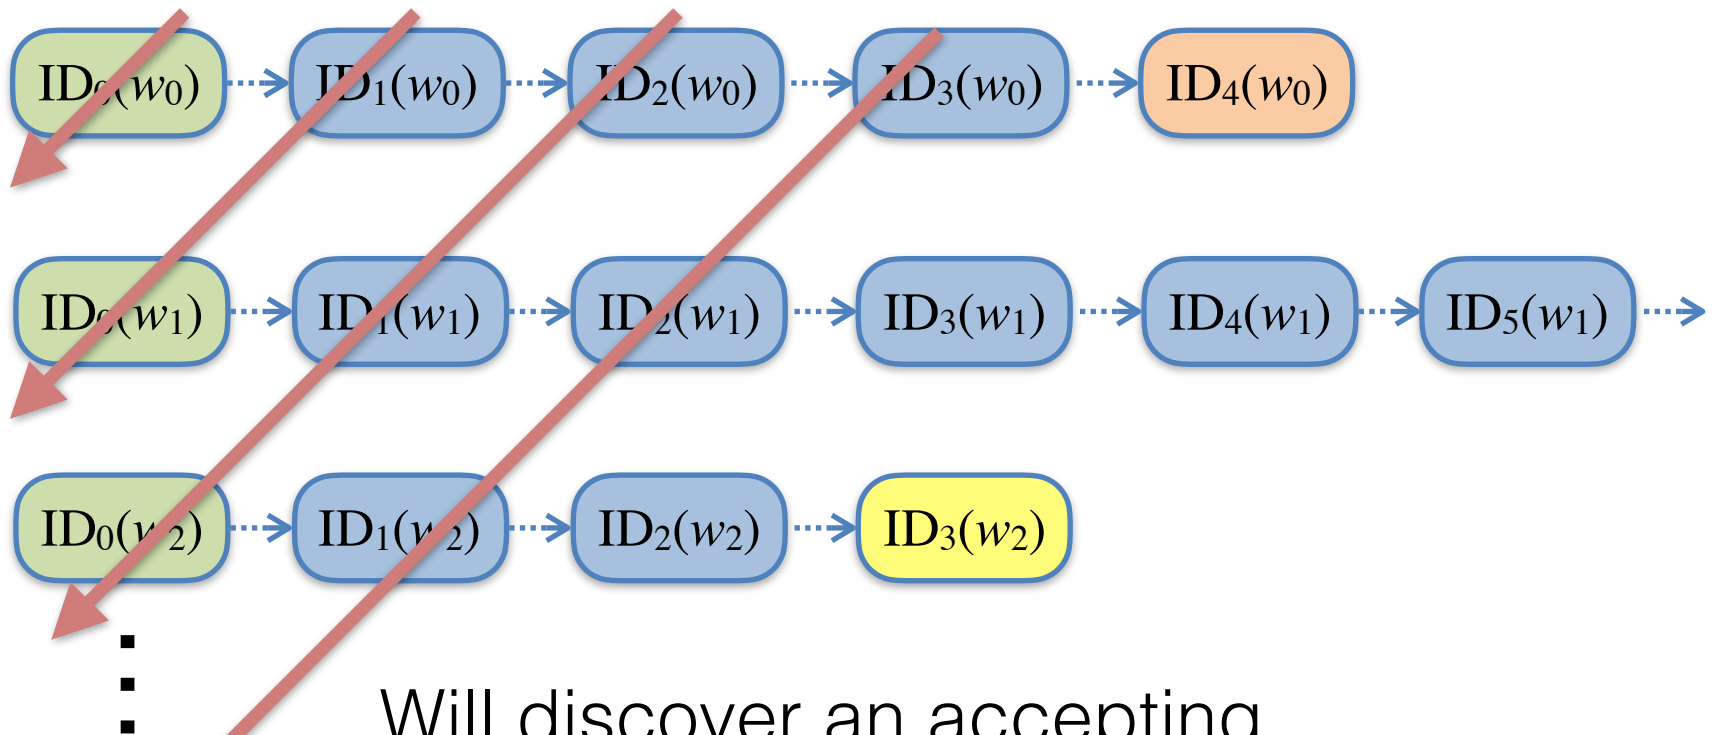 ID₀(w₀) ID₁(w₀) ID₂(w₀) ID₃(w₀) ID₄(w₀)
ID₀(w₁) ID₁(w₁) ID₂(w₁) ID₃(w₁) ID₄(w₁) ID₅(w₁)
ID₀(w₂) ID₁(w₂) ID₂(w₂) ID₃(w₂)
Will discover an accepting